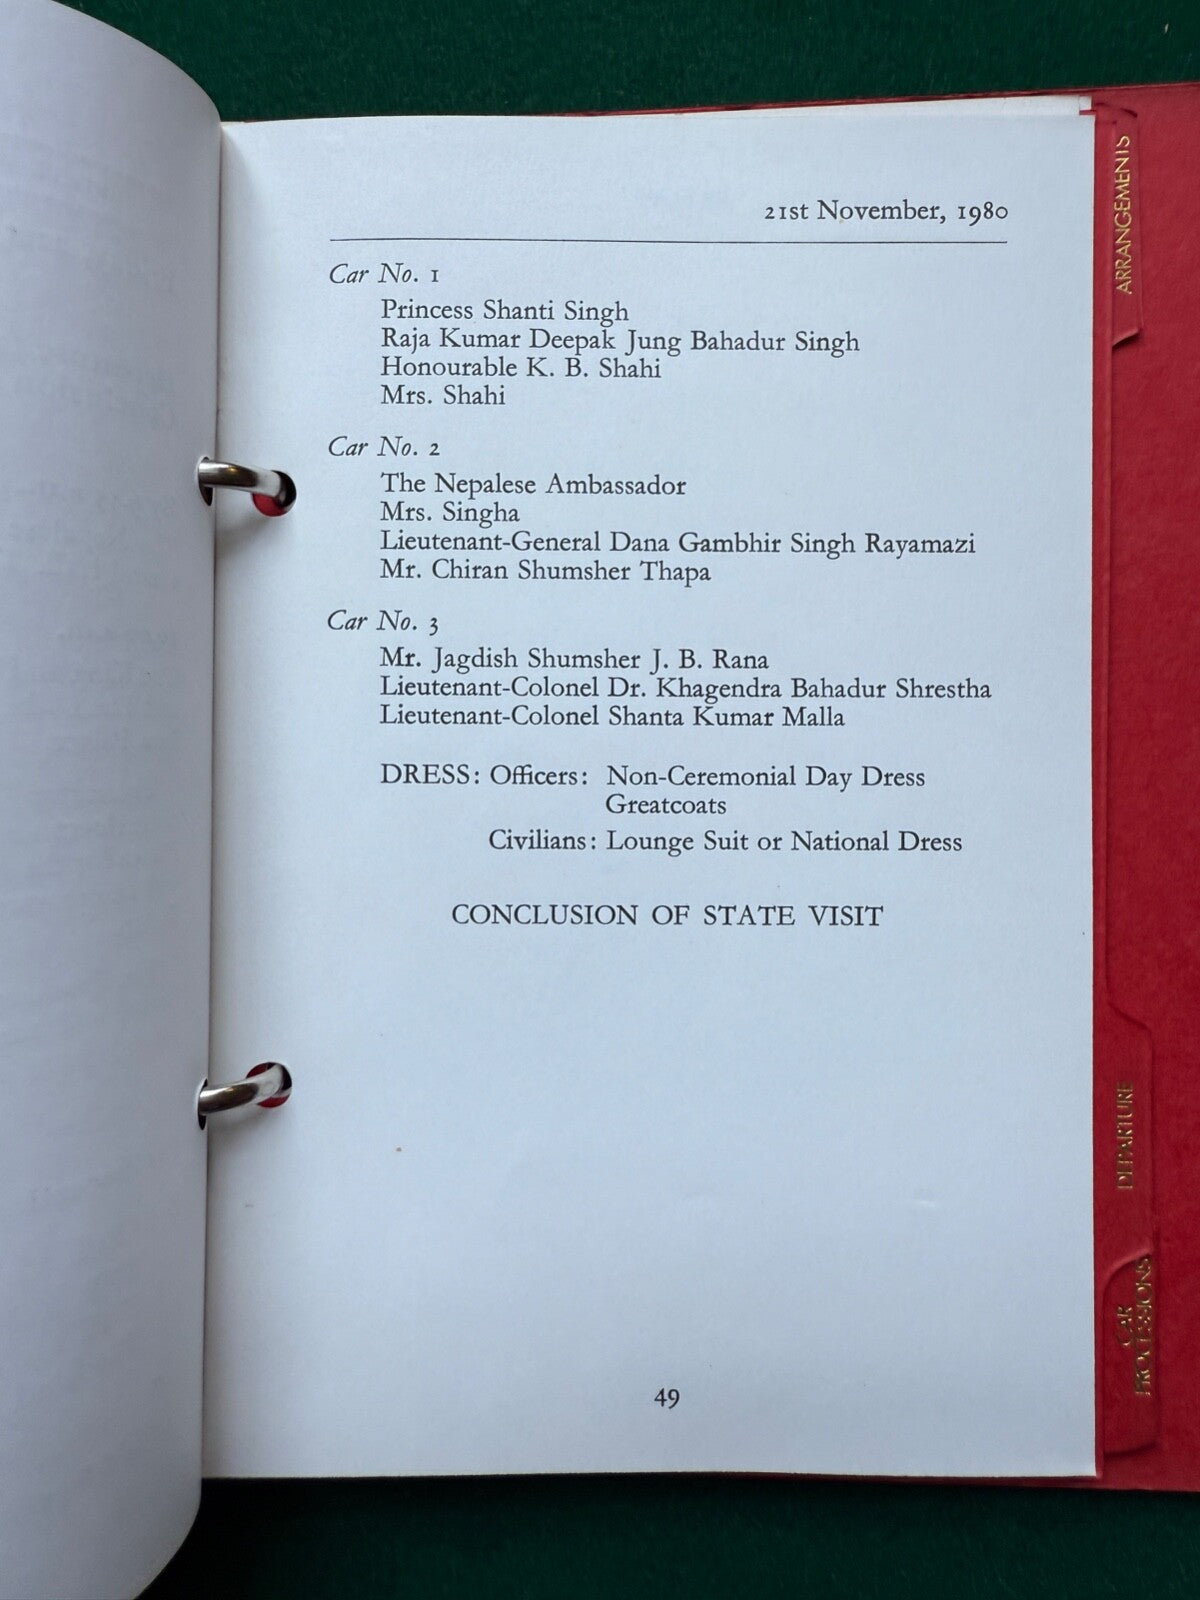 21st November, 1980
Car No. 1
Princess Shanti Singh
Raja Kumar Deepak Jung Bahadur Singh
Honourable K. B. Shahi
Mrs. Shahi
Car No. 2
The Nepalese Ambassador
Mrs. Singha
Lieutenant-General Dana Gambhir Singh Rayamazi
Mr. Chiran Shumsher Thapa
Car No. 3
Mr. Jagdish Shumsher J. B. Rana
Lieutenant-Colonel Dr. Khagendra Bahadur Shrestha
Lieutenant-Colonel Shanta Kumar Malla
DRESS: Officers: Non-Ceremonial Day Dress
Greatcoats
Civilians: Lounge Suit or National Dress
CONCLUSION OF STATE VISIT
49
ARRANGEMENTS
DEPARTURE
CAR
PROCESSIONS